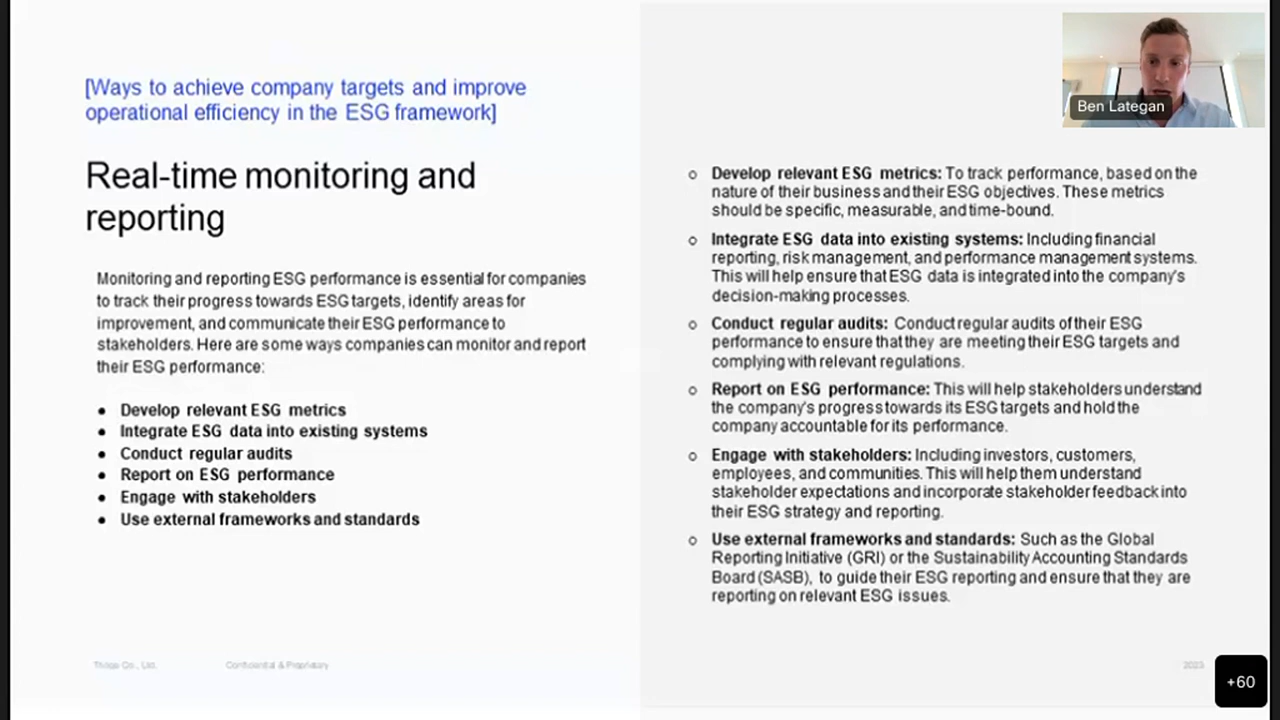 [Ways to achieve company targets and improve
operational efficiency in the ESG framework]
Real-time monitoring and
reporting
Monitoring and reporting ESG performance is essential for companies
to track their progress towards ESG targets, identify areas for
improvement, and communicate their ESG performance to
stakeholders. Here are some ways companies can monitor and report
their ESG performance:
● Develop relevant ESG metrics
● Integrate ESG data into existing systems
● Conduct regular audits
● Report on ESG performance
● Engage with stakeholders
● Use external frameworks and standards
Ben Lategan
○ Develop relevant ESG metrics: To track performance, based on the
nature of their business and their ESG objectives. These metrics
should be specific, measurable, and time-bound.
○ Integrate ESG data into existing systems: Including financial
reporting, risk management, and performance management systems.
This will help ensure that ESG data is integrated into the company's
decision-making processes.
○ Conduct regular audits: Conduct regular audits of their ESG
performance to ensure that they are meeting their ESG targets and
complying with relevant regulations.
○ Report on ESG performance: This will help stakeholders understand
the company's progress towards its ESG targets and hold the
company accountable for its performance.
○ Engage with stakeholders: Including investors, customers,
employees, and communities. This will help them understand
stakeholder expectations and incorporate stakeholder feedback into
their ESG strategy and reporting.
○ Use external frameworks and standards: Such as the Global
Reporting Initiative (GRI) or the Sustainability Accounting Standards
Board (SASB), to guide their ESG reporting and ensure that they are
reporting on relevant ESG issues.
Co., Ltd.
Confidential & Proprietary
2023
+60